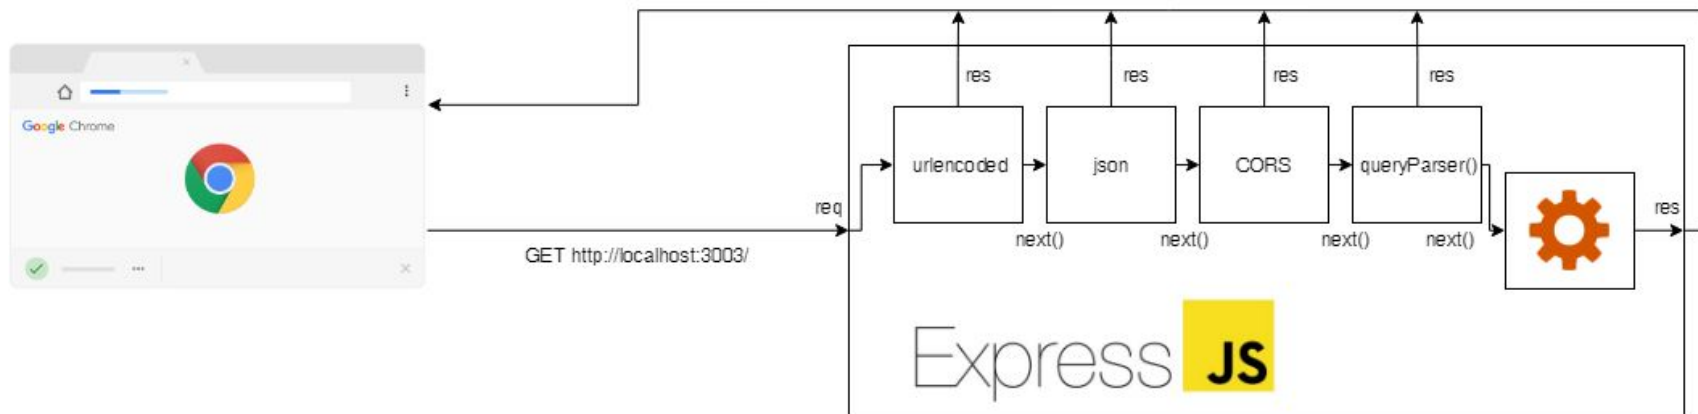 res
res
res
res
Google Chrome
urlencoded
json
CORS
queryParser()
req
res
next()
next()
next()
next()
GET http://localhost:3003/
Express JS